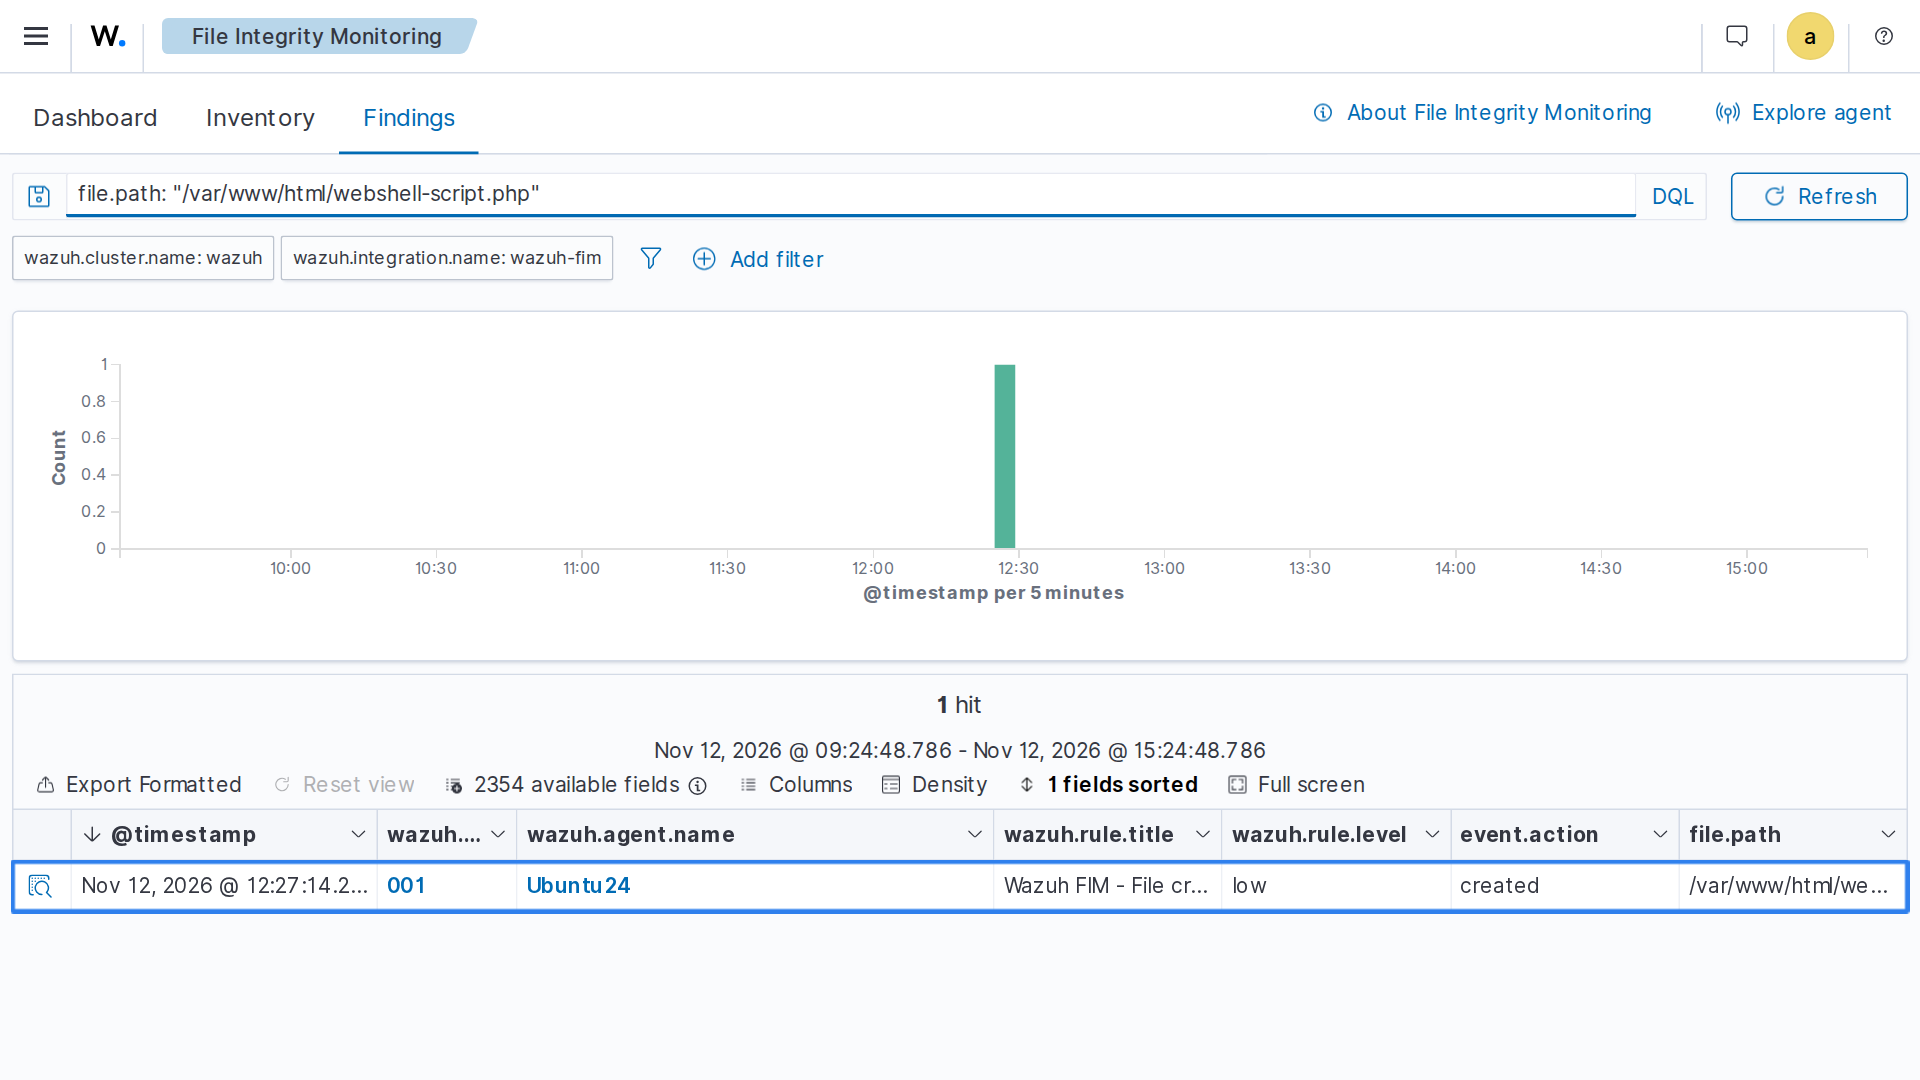 W.
File Integrity Monitoring
a
Dashboard
Inventory
Findings
About File Integrity Monitoring
Explore agent
file.path: "/var/www/html/webshell-script.php"
DQL
Refresh
wazuh.cluster.name: wazuh
wazuh.integration.name: wazuh-fim
Add filter
1
0.8
0.6
0.4
0.2
0
Count
10:00
10:30
11:00
11:30
12:00
12:30
13:00
13:30
14:00
14:30
15:00
@timestamp per 5 minutes
1 hit
Nov 12, 2026 @ 09:24:48.786 - Nov 12, 2026 @ 15:24:48.786
Export Formatted
Reset view
2354 available fields
Columns
Density
1 fields sorted
Full screen
@timestamp
wazuh....
wazuh.agent.name
wazuh.rule.title
wazuh.rule.level
event.action
file.path
Nov 12, 2026 @ 12:27:14.2...
001
Ubuntu24
Wazuh FIM - File cr...
low
created
/var/www/html/we...